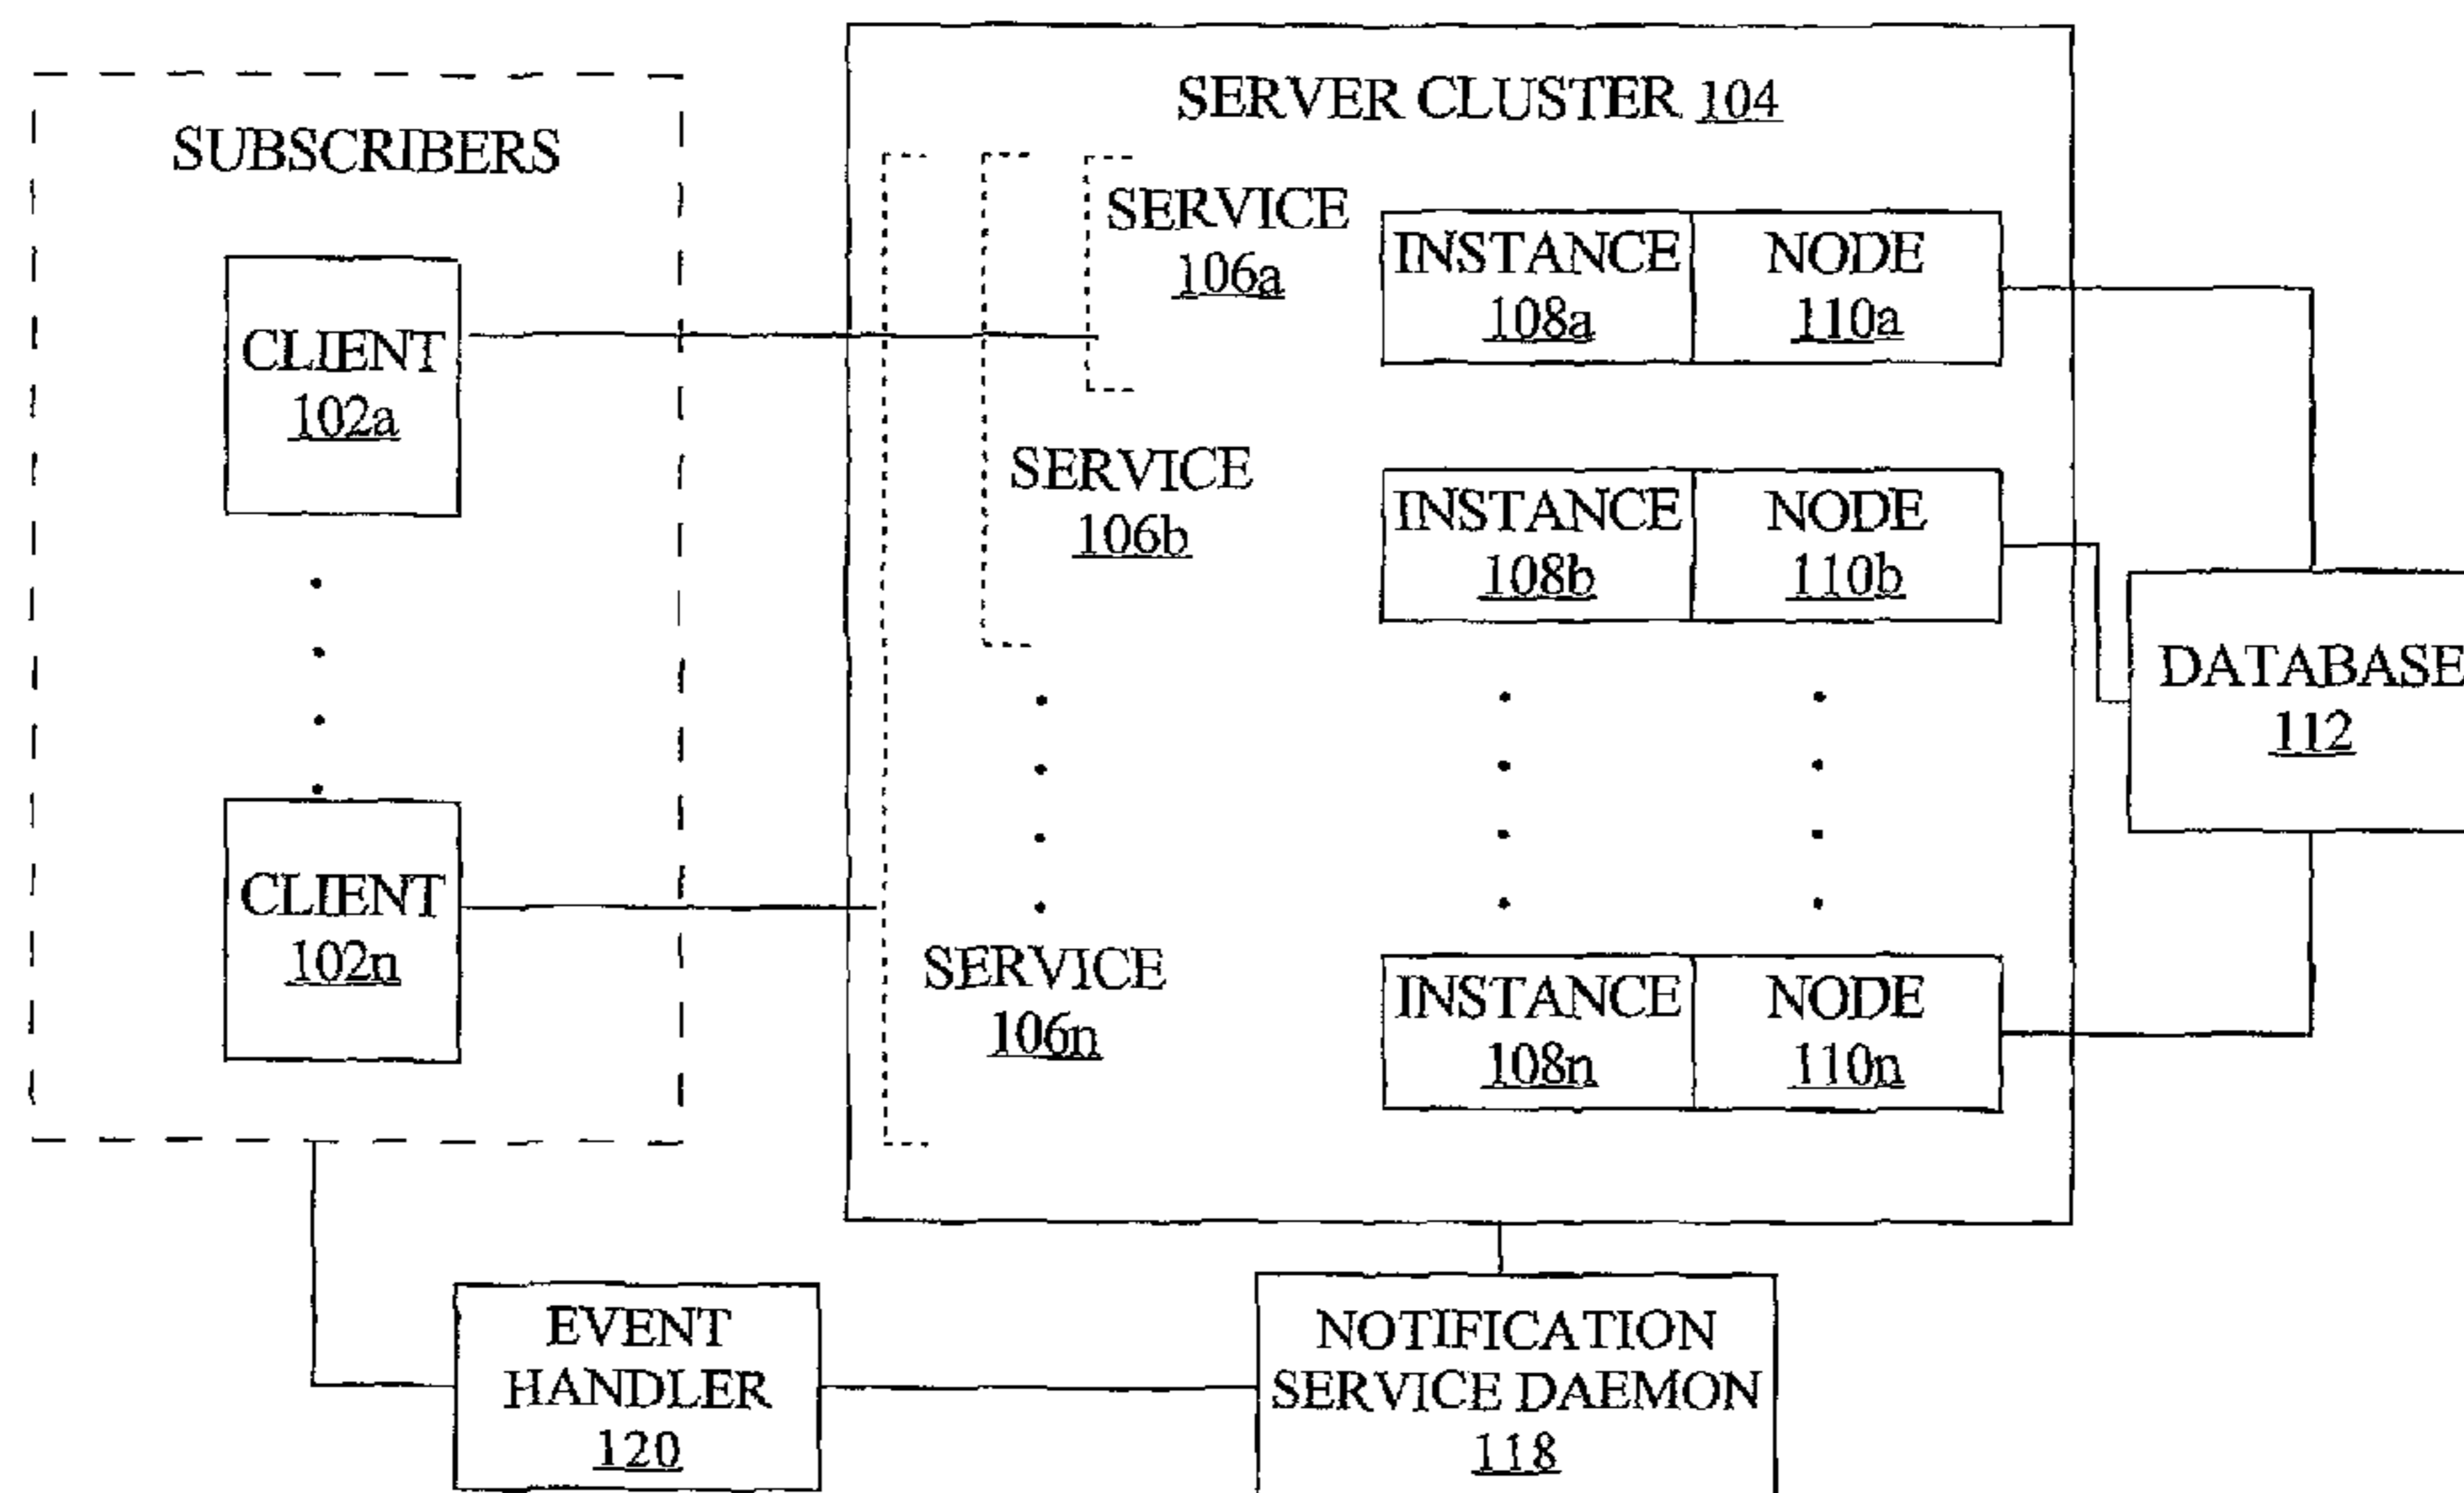 SUBSCRIBERS
CLIENT
102a
CLIENT
102n
SERVER CLUSTER 104
SERVICE
106a
SERVICE
106b
SERVICE
106n
INSTANCE
108a
NODE
110a
INSTANCE
108b
NODE
110b
INSTANCE
108n
NODE
110n
DATABASE
112
EVENT
HANDLER
120
NOTIFICATION
SERVICE DAEMON
118